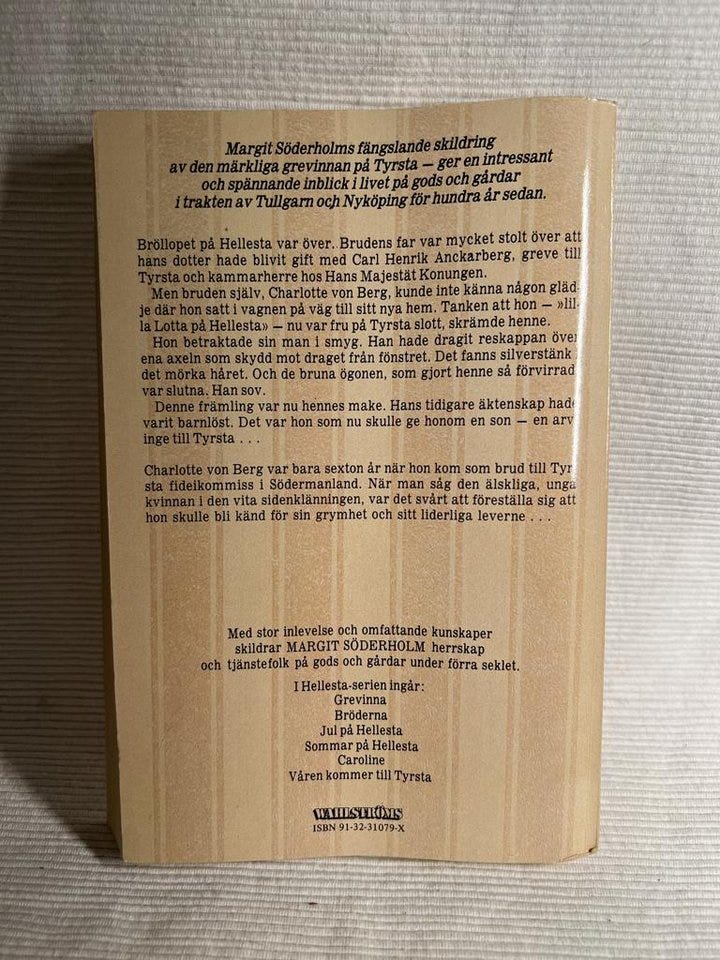 Margit Söderholms fängslande skildring
av den märkliga grevinnan på Tyrsta – ger en intressant
och spännande inblick i livet på gods och gårdar
i trakten av Tullgarn och Nyköping för hundra år sedan.
Bröllopet på Hellesta var över. Brudens far var mycket stolt över att
hans dotter hade blivit gift med Carl Henrik Anckarberg, greve till
Tyrsta och kammarherre hos Hans Majestät Konungen.
Men bruden själv, Charlotte von Berg, kunde inte känna någon gläd-
je där hon satt i vagnen på väg till sitt nya hem. Tanken att hon – »lil-
la Lotta på Hellesta» – nu var fru på Tyrsta slott, skrämde henne.
Hon betraktade sin man i smyg. Han hade dragit reskappan över
ena axeln som skydd mot draget från fönstret. Det fanns silverstänk i
det mörka håret. Och de bruna ögonen, som gjort henne så förvirrad
var slutna. Han sov.
Denne främling var nu hennes make. Hans tidigare äktenskap hade
varit barnlöst. Det var hon som nu skulle ge honom en son – en arv
inge till Tyrsta . . .
Charlotte von Berg var bara sexton år när hon kom som brud till Tyr
sta fideikommiss i Södermanland. När man såg den älskliga, unga
kvinnan i den vita sidenklänningen, var det svårt att föreställa sig att
hon skulle bli känd för sin grymhet och sitt liderliga leverne . . .
Med stor inlevelse och omfattande kunskaper
skildrar MARGIT SÖDERHOLM herrskap
och tjänstefolk på gods och gårdar under förra seklet.
I Hellesta-serien ingår:
Grevinna
Bröderna
Jul på Hellesta
Sommar på Hellesta
Caroline
Våren kommer till Tyrsta
WAHLSTRÖMS
ISBN 91-32-31079-X